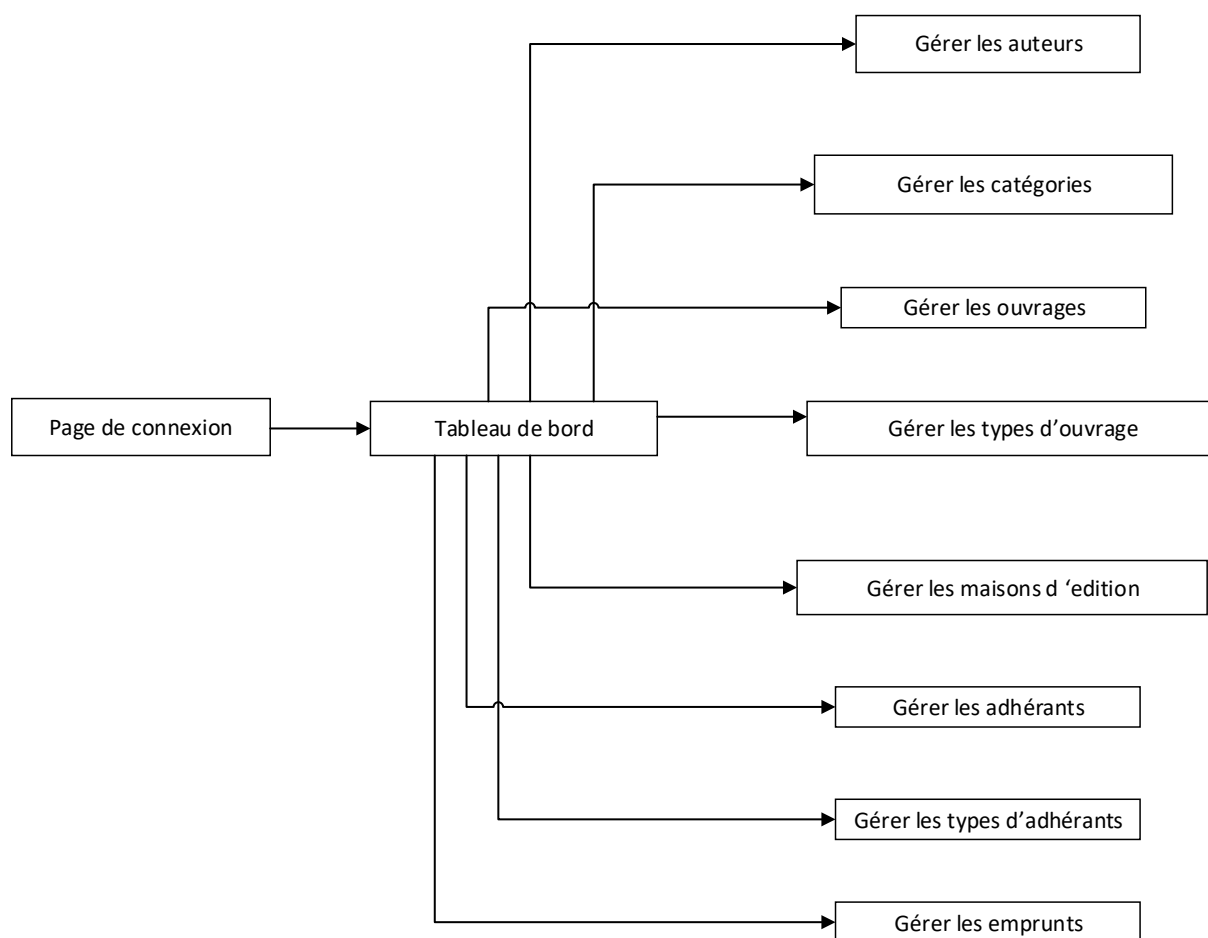 Gérer les auteurs
Gérer les catégories
Gérer les ouvrages
Page de connexion
Tableau de bord
Gérer les types d’ouvrage
Gérer les maisons d ‘edition
Gérer les adhérants
Gérer les types d’adhérants
Gérer les emprunts